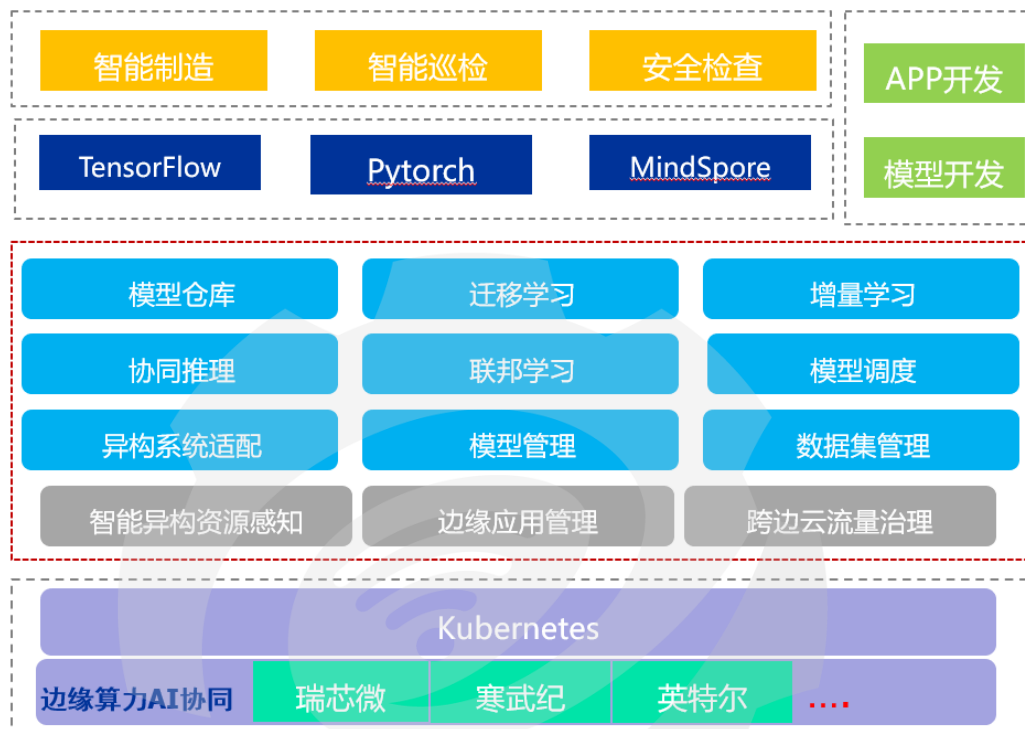 智能制造
智能巡检
安全检查
APP开发
TensorFlow
Pytorch
MindSpore
模型开发
模型仓库
迁移学习
增量学习
协同推理
联邦学习
模型调度
异构系统适配
模型管理
数据集管理
智能异构资源感知
边缘应用管理
跨边云流量治理
Kubernetes
边缘算力AI协同
瑞芯微
寒武纪
英特尔
....